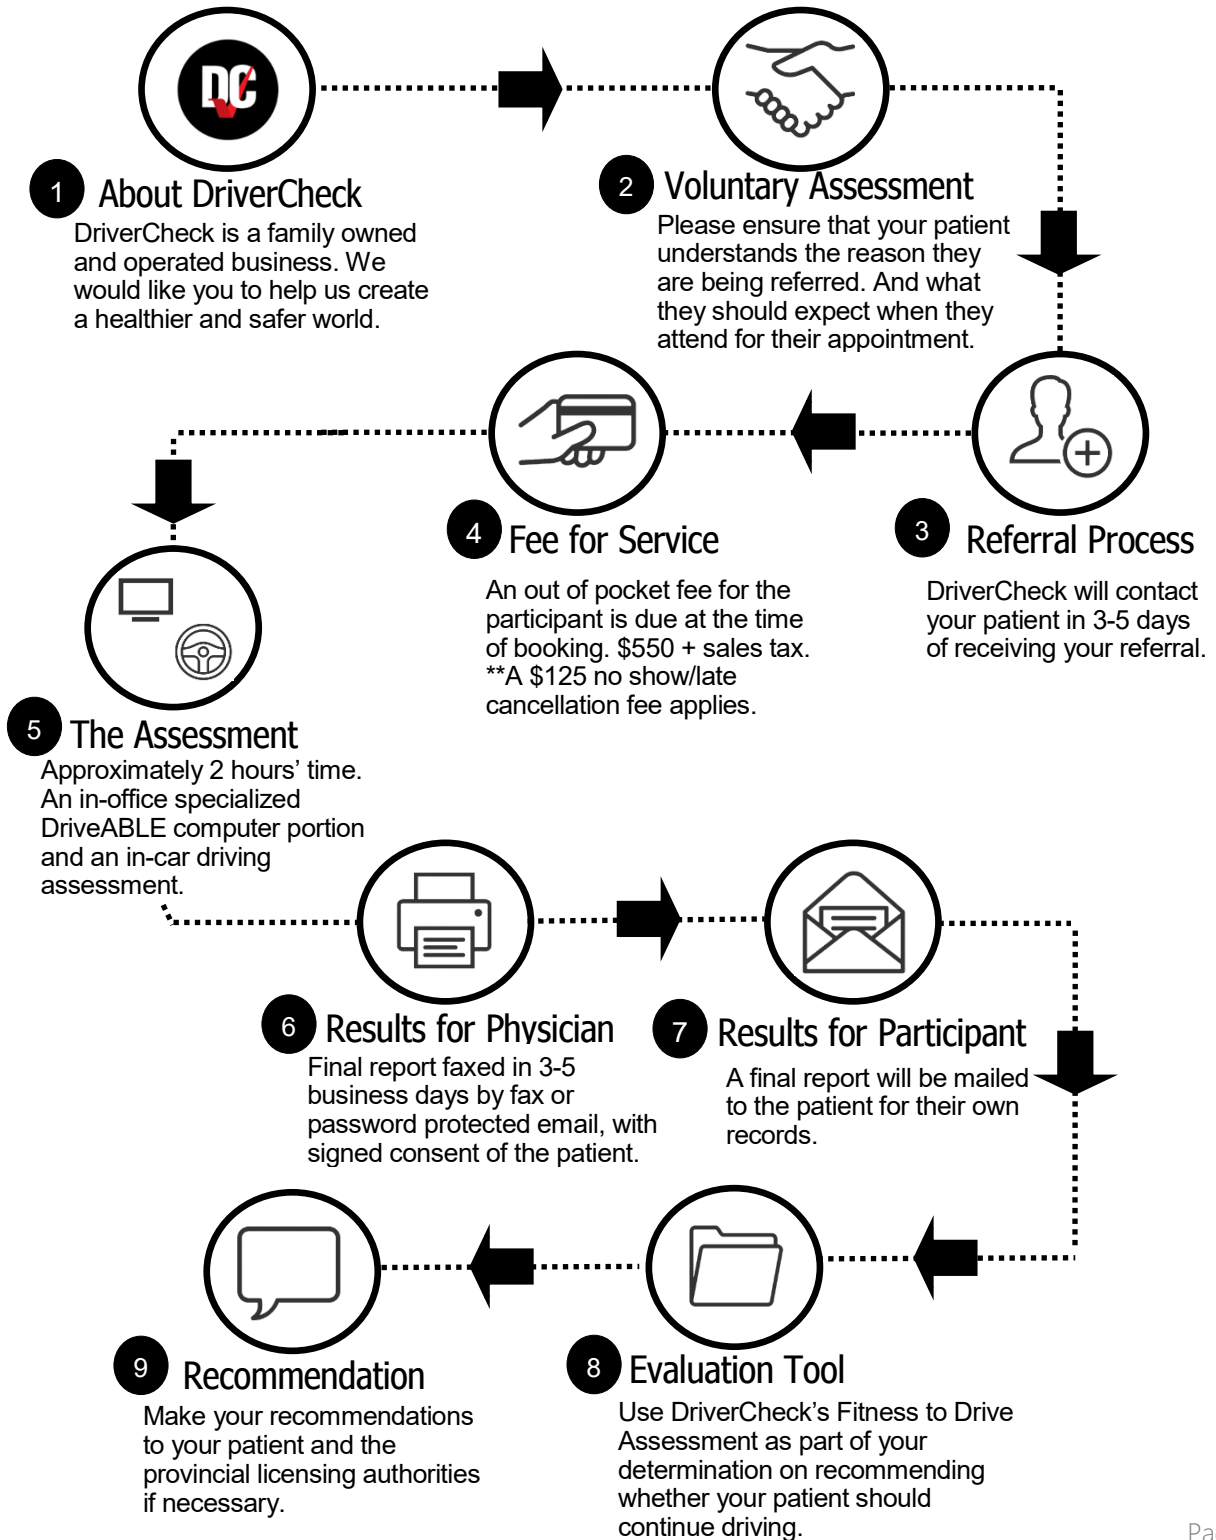 DC
1 About DriverCheck
DriverCheck is a family owned
and operated business. We
would like you to help us create
a healthier and safer world.
2 Voluntary Assessment
Please ensure that your patient
understands the reason they
are being referred. And what
they should expect when they
attend for their appointment.
3 Referral Process
DriverCheck will contact
your patient in 3-5 days
of receiving your referral.
4 Fee for Service
An out of pocket fee for the
participant is due at the time
of booking. $550 + sales tax.
**A $125 no show/late
cancellation fee applies.
5 The Assessment
Approximately 2 hours’ time.
An in-office specialized
DriveABLE computer portion
and an in-car driving
assessment.
6 Results for Physician
Final report faxed in 3-5
business days by fax or
password protected email, with
signed consent of the patient.
7 Results for Participant
A final report will be mailed
to the patient for their own
records.
8 Evaluation Tool
Use DriverCheck’s Fitness to Drive
Assessment as part of your
determination on recommending
whether your patient should
continue driving.
9 Recommendation
Make your recommendations
to your patient and the
provincial licensing authorities
if necessary.
Pa